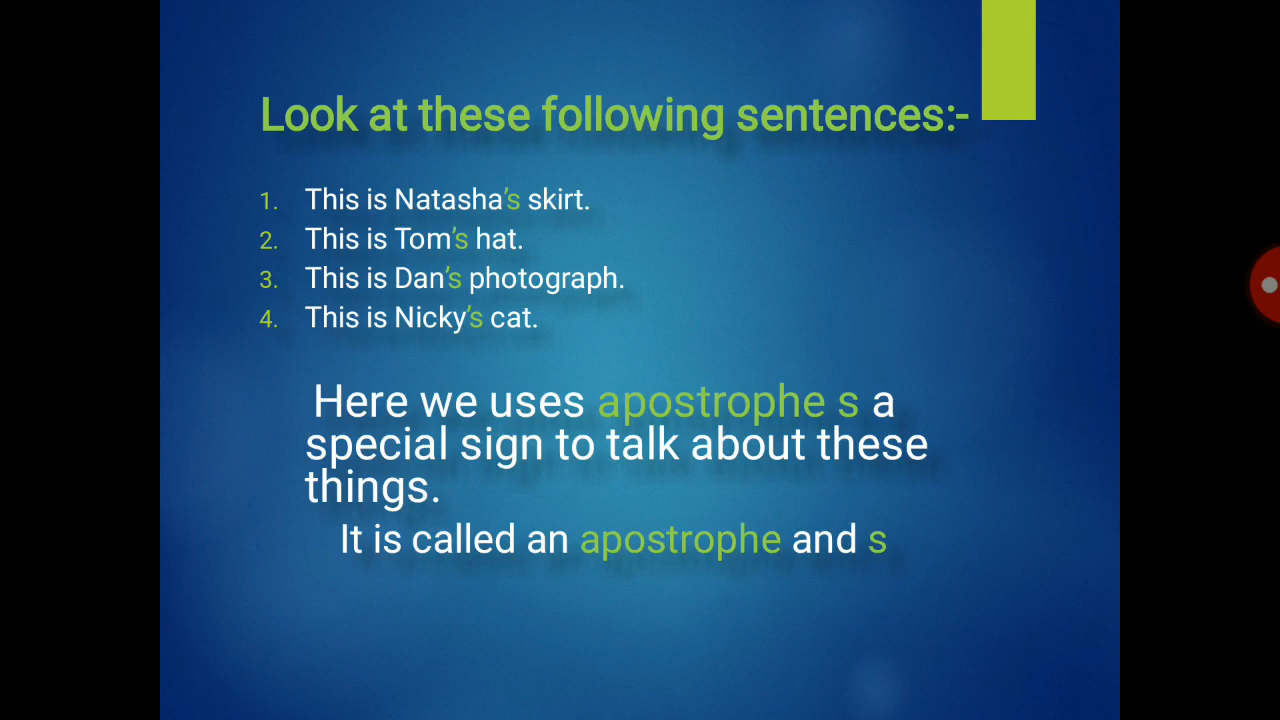 Look at these following sentences:-
1. This is Natasha's skirt.
2. This is Tom's hat.
3. This is Dan's photograph.
4. This is Nicky's cat.
Here we uses apostrophe s a
special sign to talk about these
things.
It is called an apostrophe and s